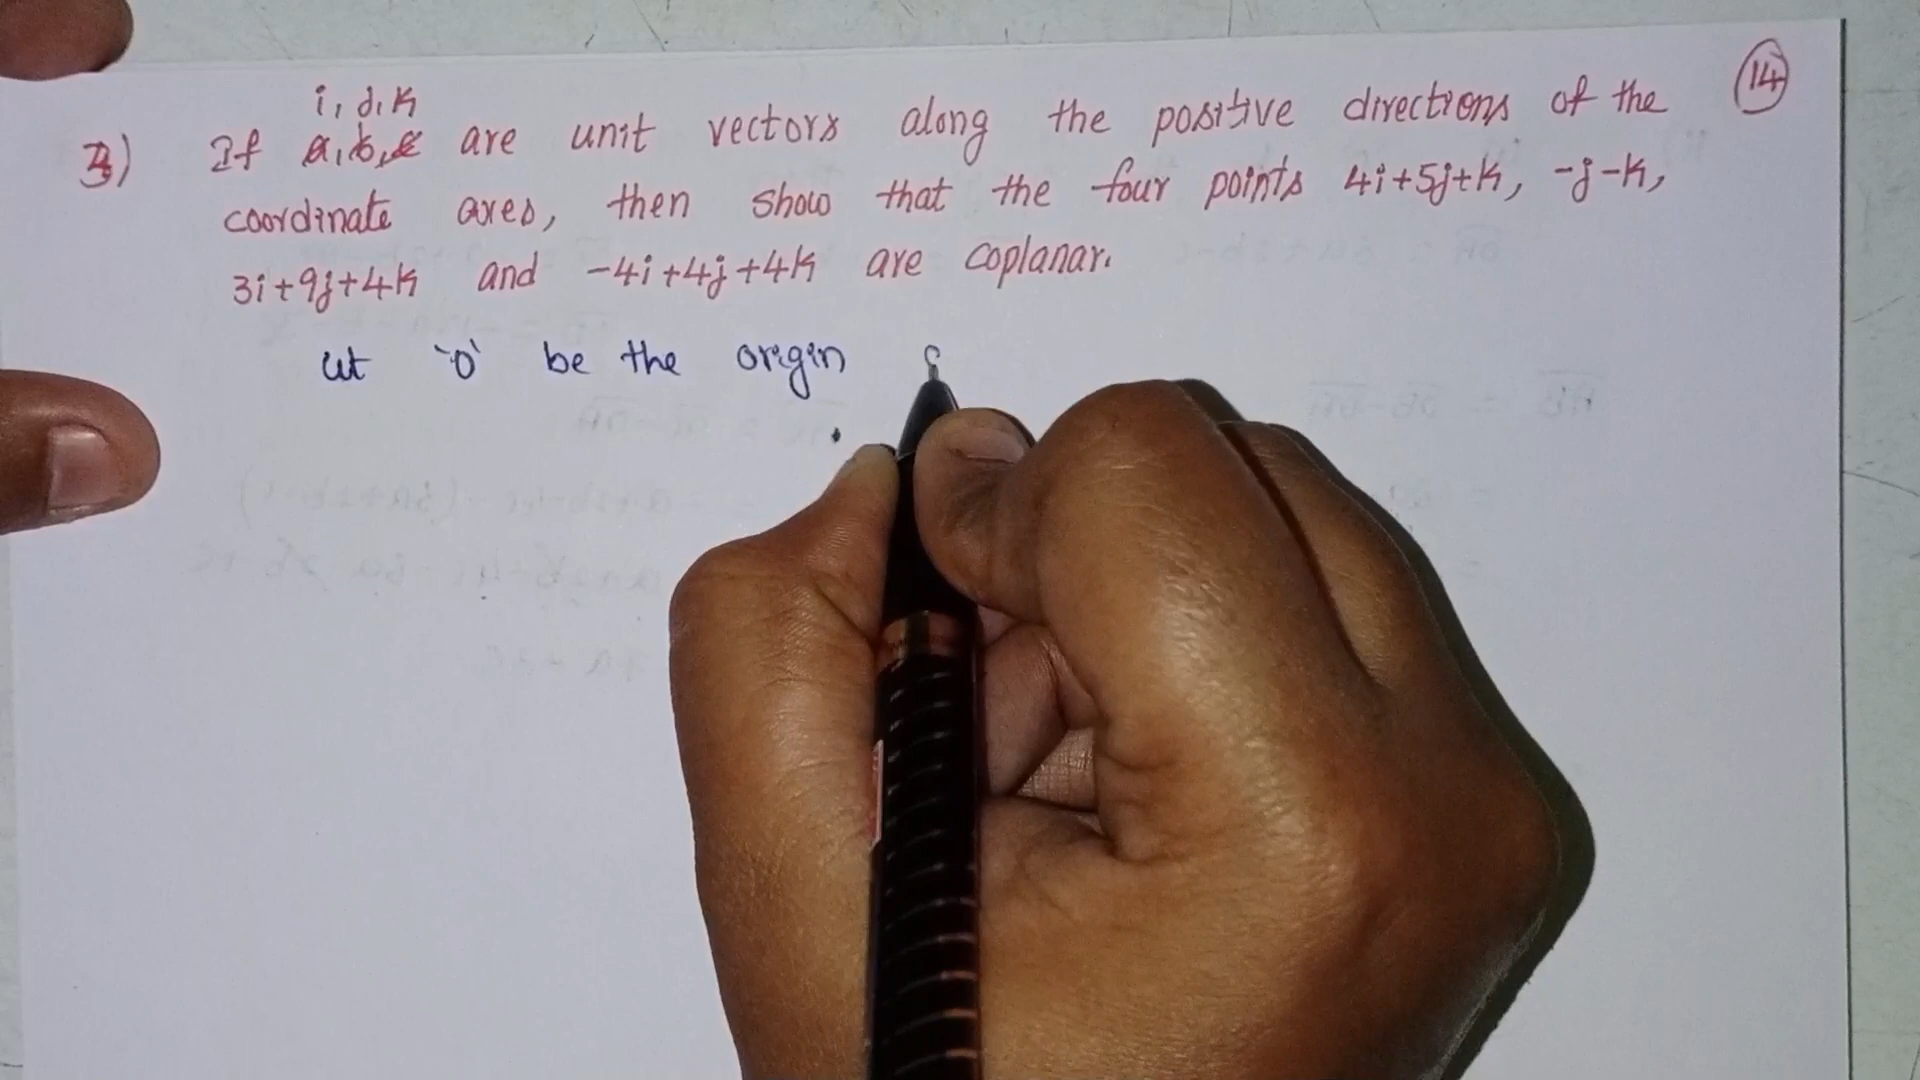 14
i, j, k
3) If a, b, c are unit vectors along the positive directions of the
coordinate axes, then show that the four points 4i+5j+k, -j-k,
3i+9j+4k and -4i+4j+4k are coplanar.
Let 'O' be the origin